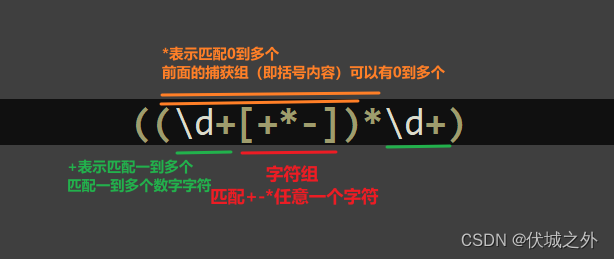 *表示匹配0到多个
前面的捕获组（即括号内容）可以有0到多个
((\d+[+*-])*\d+)
+表示匹配一到多个
匹配一到多个数字字符
字符组
匹配+-*任意一个字符
CSDN @伏城之外